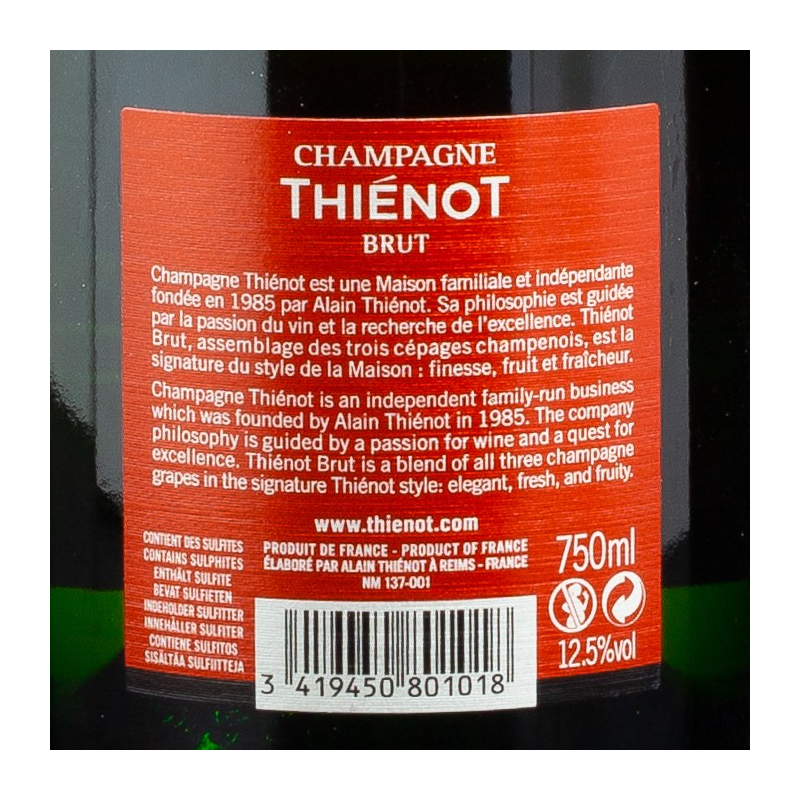 CHAMPAGNE
THIÉNOT
BRUT
Champagne Thiénot est une Maison familiale et indépendante
fondée en 1985 par Alain Thiénot. Sa philosophie est guidée
par la passion du vin et la recherche de l'excellence. Thiénot
Brut, assemblage des trois cépages champenois, est la
signature du style de la Maison : finesse, fruit et fraîcheur.
Champagne Thiénot is an independent family-run business
which was founded by Alain Thiénot in 1985. The company
philosophy is guided by a passion for wine and a quest for
excellence. Thiénot Brut is a blend of all three champagne
grapes in the signature Thiénot style: elegant, fresh, and fruity.
www.thienot.com
CONTIENT DES SULFITES
CONTAINS SULPHITES
ENTHÄLT SULFITE
BEVAT SULFIETEN
INDEHOLDER SULFITTER
INNEHÅLLER SULFITER
CONTIENE SULFITOS
SISÄLTÄÄ SULFIITTEJA
PRODUIT DE FRANCE - PRODUCT OF FRANCE
ÉLABORÉ PAR ALAIN THIÉNOT À REIMS - FRANCE
NM 137-001
750ml
12.5%vol
3 419450 801018